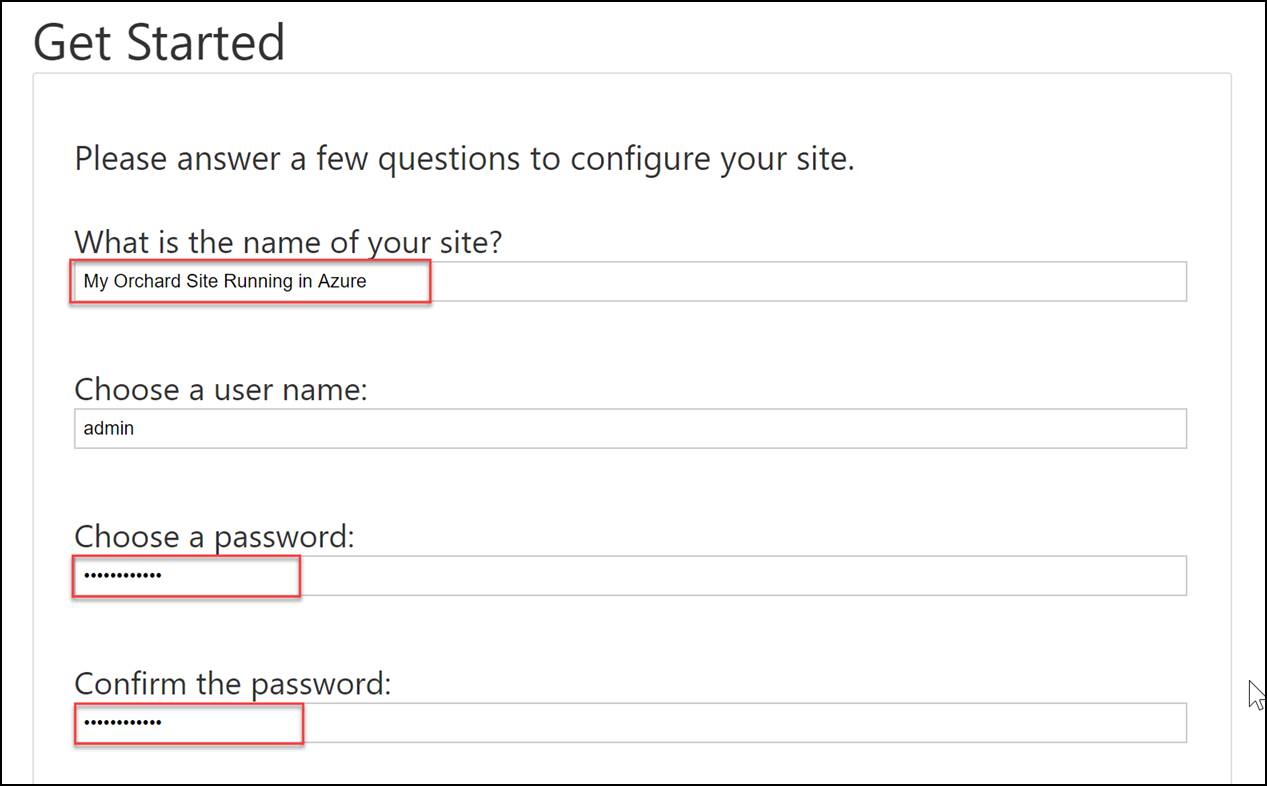 Get Started
Please answer a few questions to configure your site.
What is the name of your site?
My Orchard Site Running in Azure
Choose a user name:
admin
Choose a password:
••••••••••••
Confirm the password:
••••••••••••